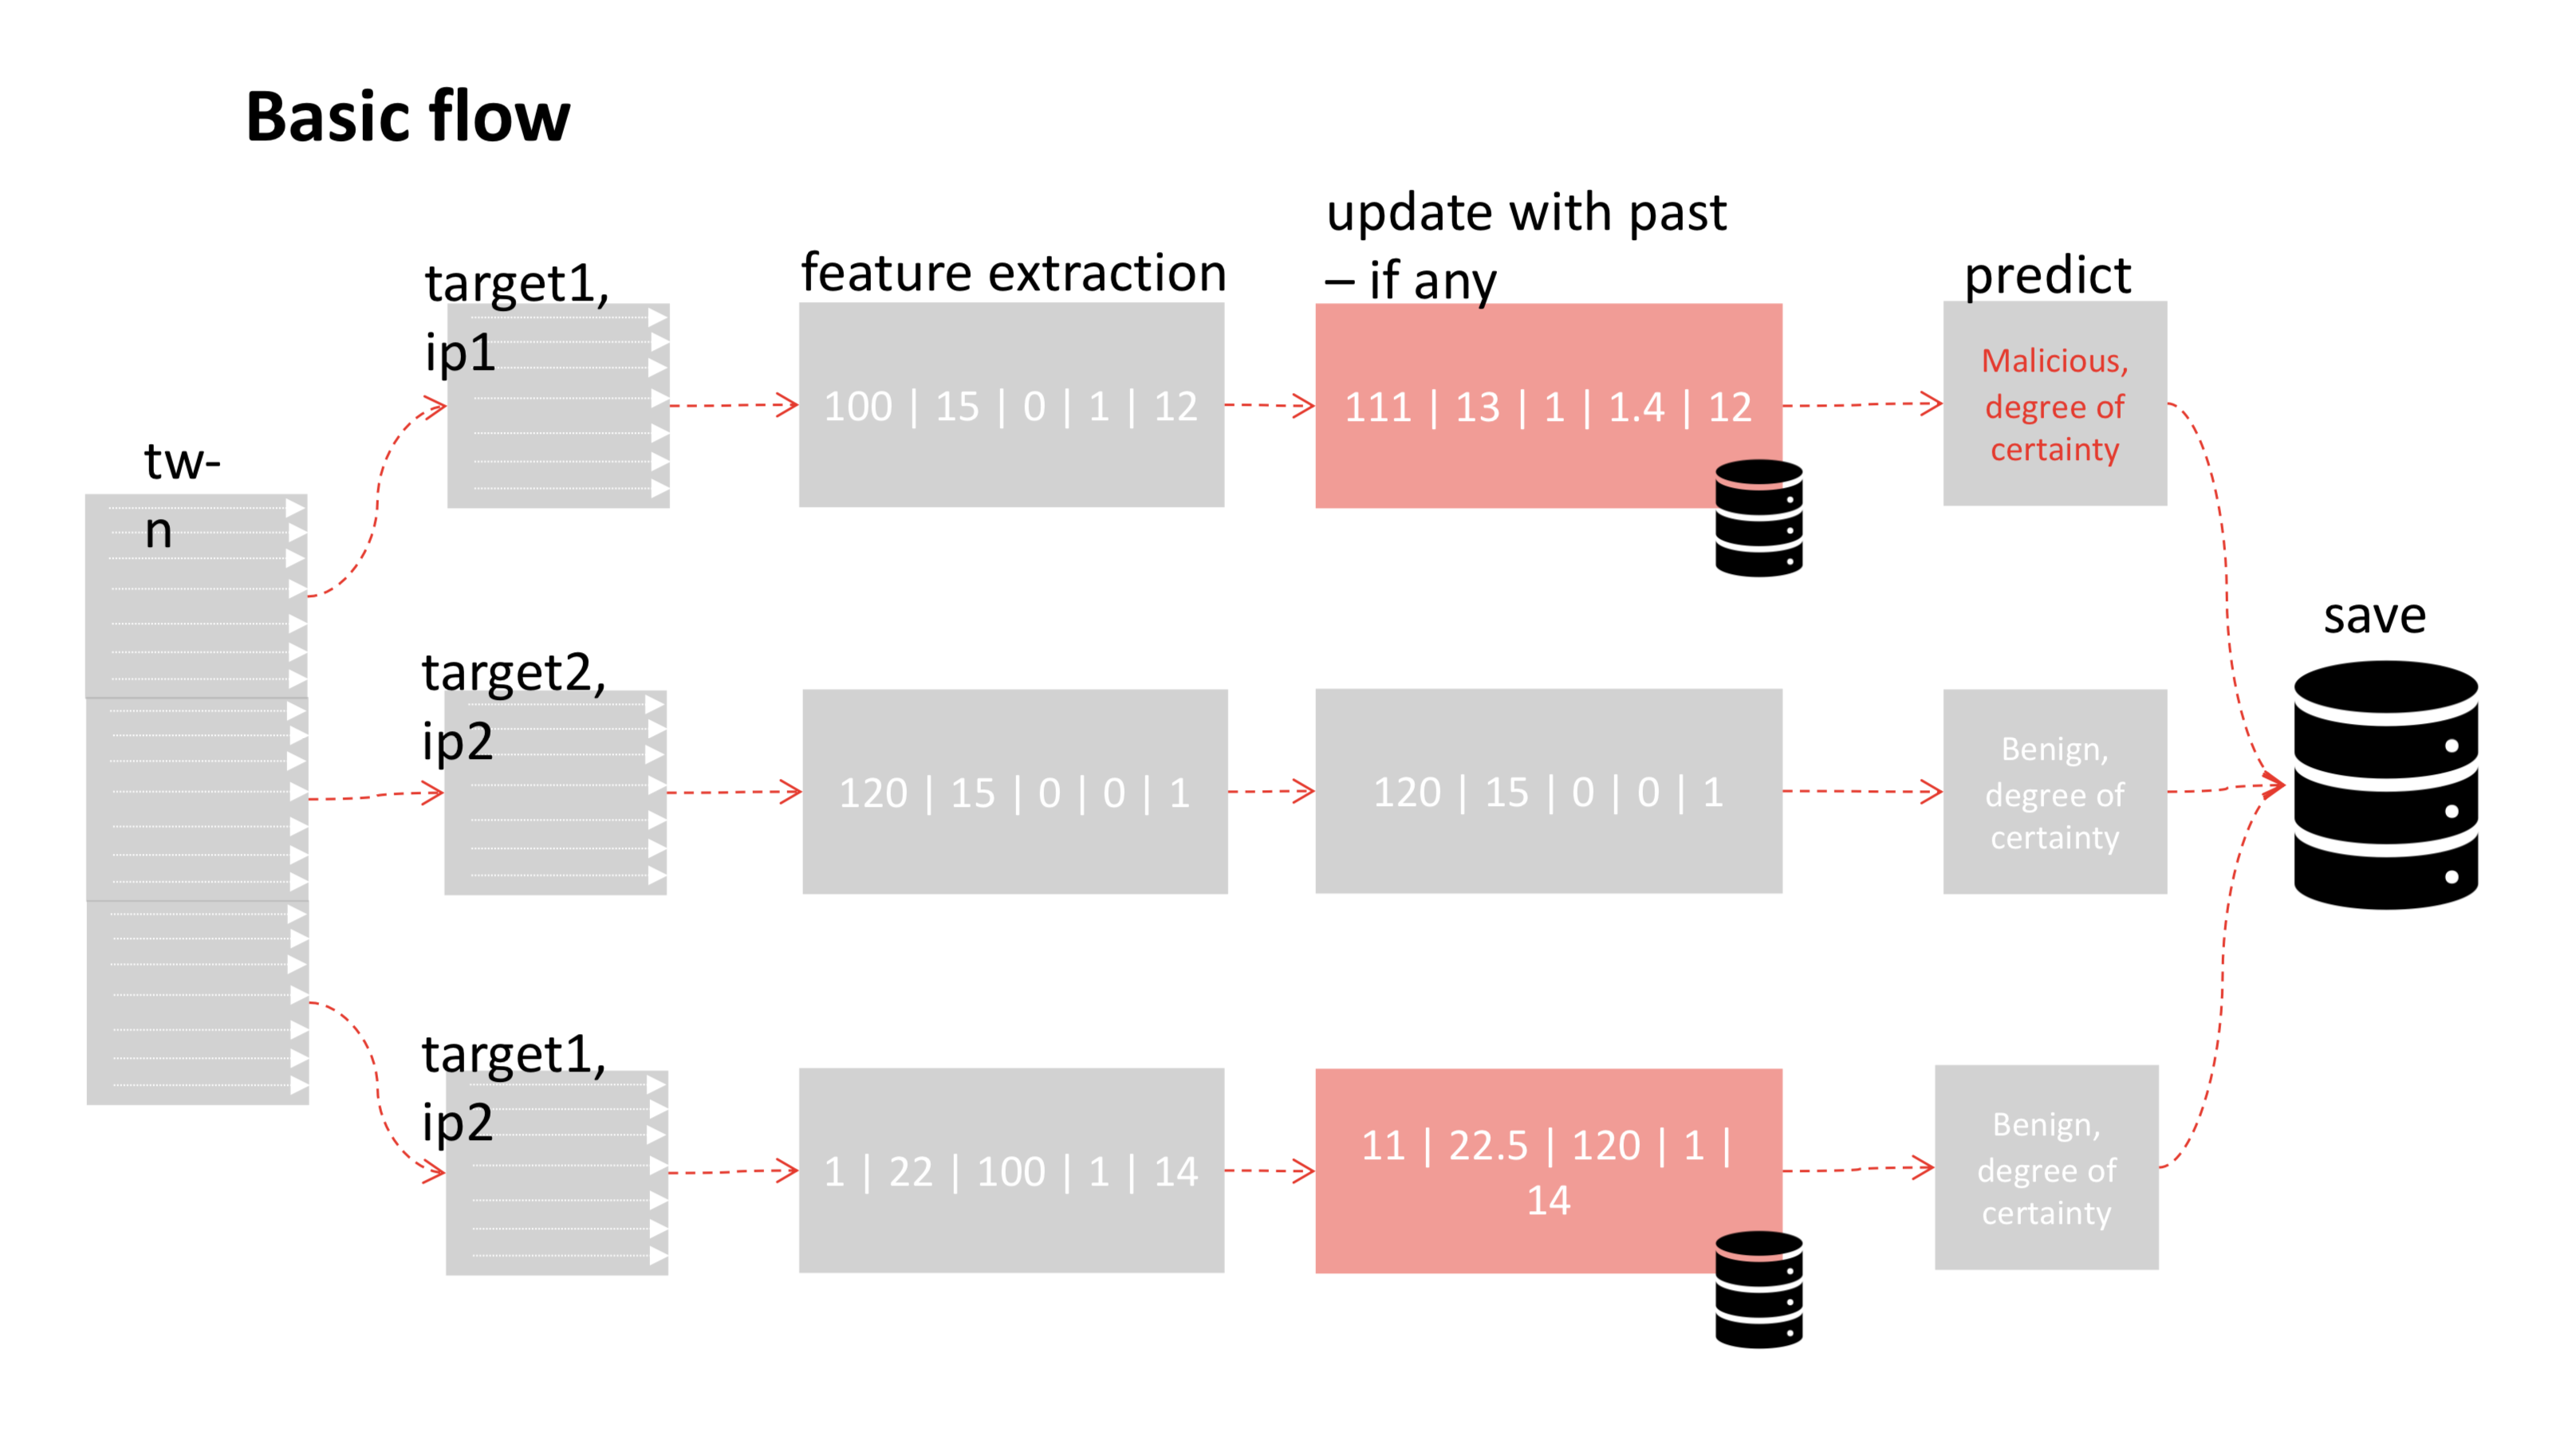 Basic flow
update with past
– if any
feature extraction
predict
target1,
ip1
100 | 15 | 0 | 1 | 12
111 | 13 | 1 | 1.4 | 12
Malicious,
degree of
certainty
tw-
n
save
target2,
ip2
120 | 15 | 0 | 0 | 1
120 | 15 | 0 | 0 | 1
Benign,
degree of
certainty
target1,
ip2
1 | 22 | 100 | 1 | 14
11 | 22.5 | 120 | 1 |
14
Benign,
degree of
certainty